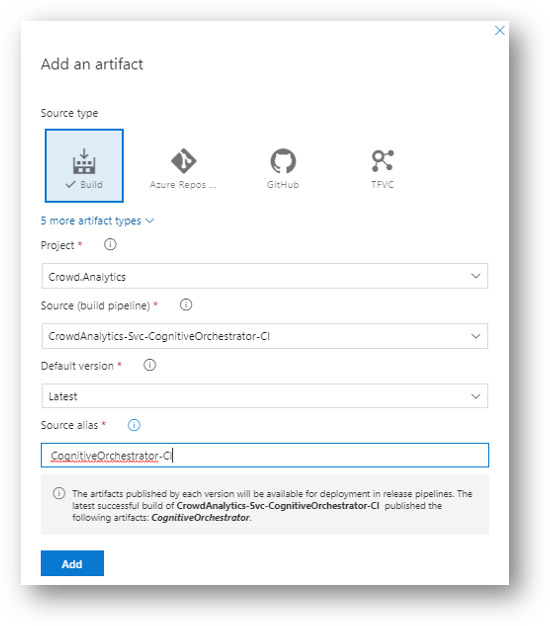 Add an artifact
Source type
Build
Azure Repos ...
GitHub
TFVC
5 more artifact types
Project *
Crowd.Analytics
Source (build pipeline) *
CrowdAnalytics-Svc-CognitiveOrchestrator-CI
Default version *
Latest
Source alias *
CognitiveOrchestrator-CI
The artifacts published by each version will be available for deployment in release pipelines. The
latest successful build of CrowdAnalytics-Svc-CognitiveOrchestrator-CI published the
following artifacts: CognitiveOrchestrator.
Add